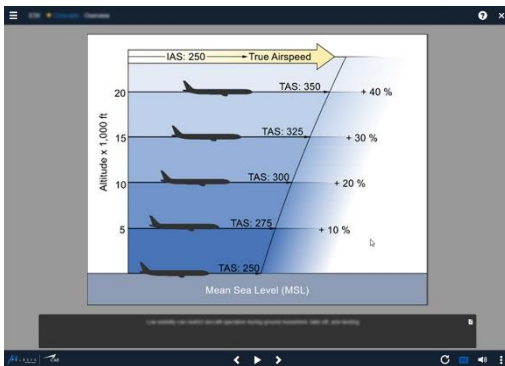 IAS: 250 True Airspeed
20 TAS: 350 + 40 %
15 TAS: 325 + 30 %
10 TAS: 300 + 20 %
5 TAS: 275 + 10 %
TAS: 250
Altitude x 1,000 ft
Mean Sea Level (MSL)
CAE